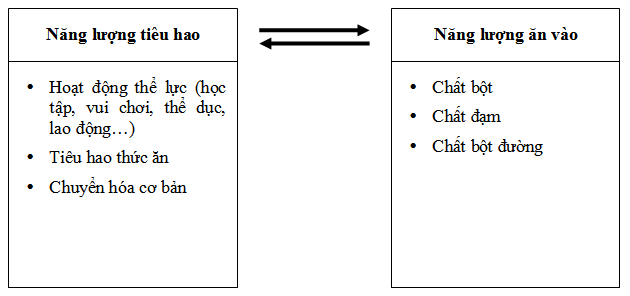 Năng lượng tiêu hao
• Hoạt động thể lực (học
tập, vui chơi, thể dục,
lao động…)
• Tiêu hao thức ăn
• Chuyển hóa cơ bản
Năng lượng ăn vào
• Chất bột
• Chất đạm
• Chất bột đường